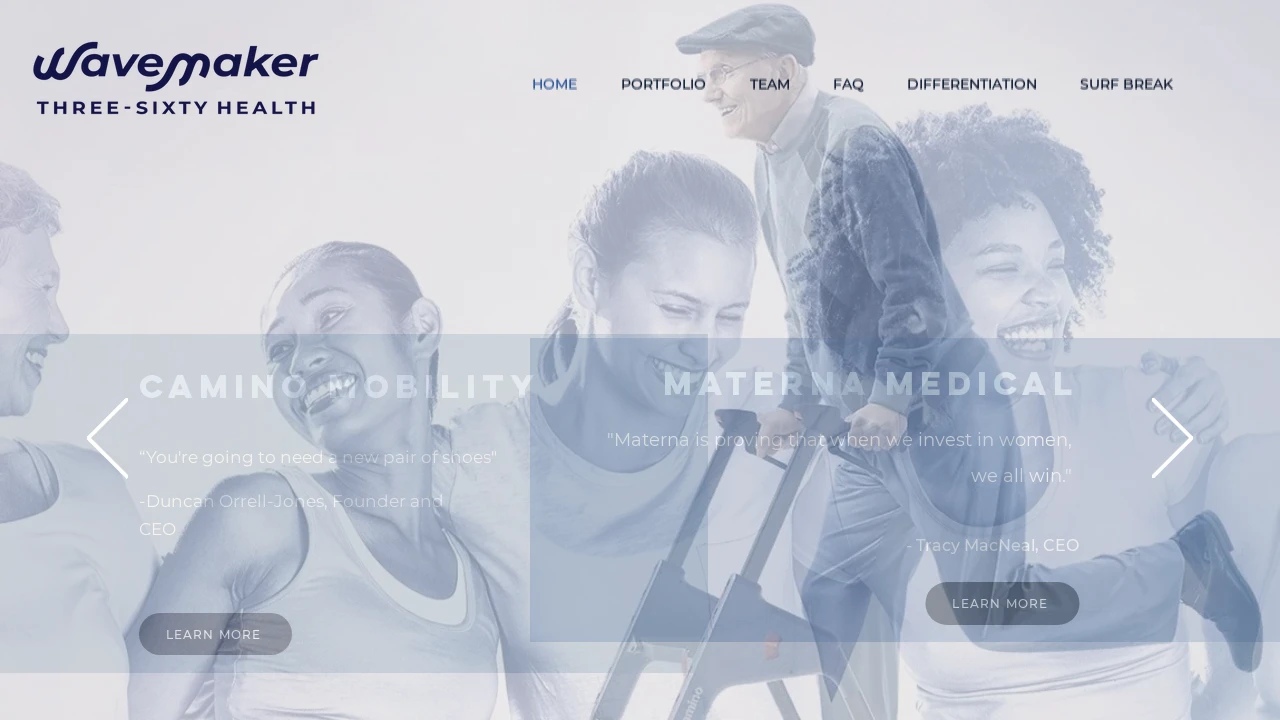 Wavemaker
THREE-SIXTY HEALTH
HOME
PORTFOLIO
TEAM
FAQ
DIFFERENTIATION
SURF BREAK
CAMINO MOBILITY
"You're going to need a new pair of shoes"
-Duncan Orrell-Jones, Founder and
CEO
LEARN MORE
MATERNA MEDICAL
"Materna is proving that when we invest in women,
we all win."
- Tracy MacNeal, CEO
LEARN MORE